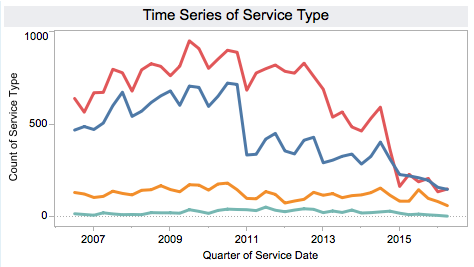 Time Series of Service Type
Count of Service Type
1000
500
0
2007
2009
2011
2013
2015
Quarter of Service Date